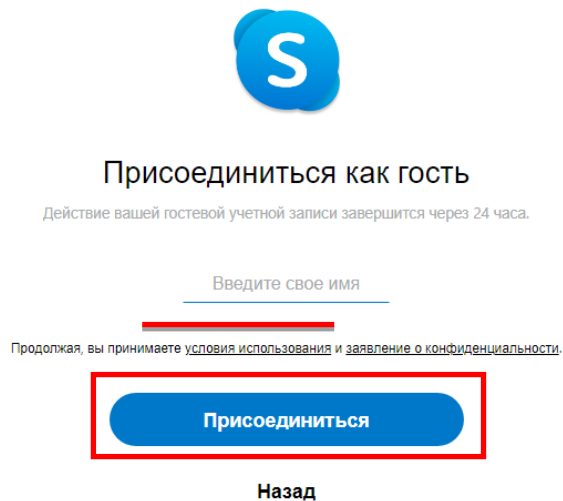 S
Присоединиться как гость
Действие вашей гостевой учетной записи завершится через 24 часа.
Введите свое имя
Продолжая, вы принимаете условия использования и заявление о конфиденциальности.
Присоединиться
Назад